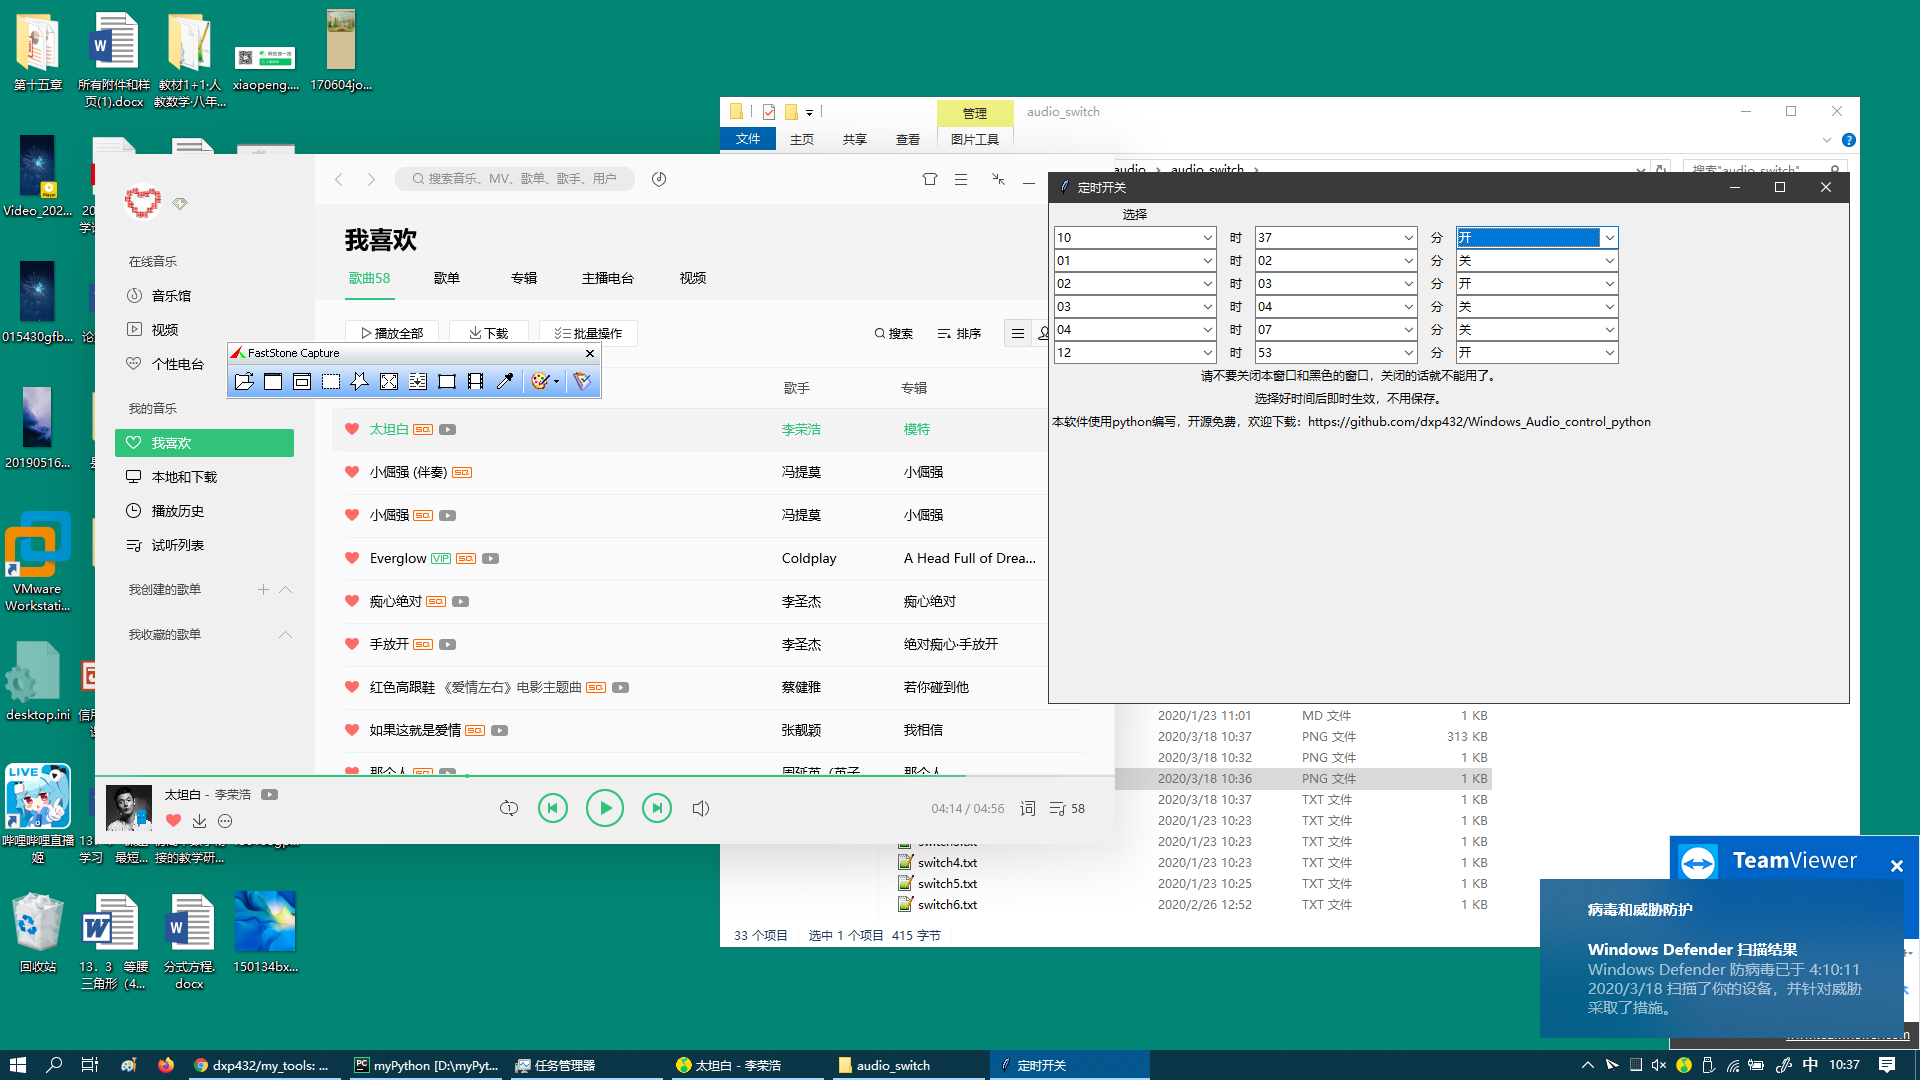 第十五章
所有附件和样
页(1).docx
教材1+1·人
教数学·八年...
xiaopeng....
170604jo...
Video_202...
015430gfb...
20190516...
VMware
Workstati...
desktop.ini
哔哩哔哩直播
姬
回收站
13. 3 等腰
三角形（4...
分式方程.
docx
150134bx...
管理
audio_switch
文件
主页
共享
查看
图片工具
audio_switch
搜索"audio_switch"
搜索音乐、MV、歌单、歌手、用户
在线音乐
音乐馆
视频
个性电台
我的音乐
我喜欢
本地和下载
播放历史
试听列表
我创建的歌单
我收藏的歌单
我喜欢
歌曲58
歌单
专辑
主播电台
视频
播放全部
下载
批量操作
搜索
排序
FastStone Capture
歌手
专辑
太坦白 SQ 李荣浩 模特
小倔强 (伴奏) SQ 冯提莫 小倔强
小倔强 SQ 冯提莫 小倔强
Everglow VIP SQ Coldplay A Head Full of Drea...
痴心绝对 SQ 李圣杰 痴心绝对
手放开 SQ 李圣杰 绝对痴心·手放开
红色高跟鞋 《爱情左右》电影主题曲 SQ 蔡健雅 若你碰到他
如果这就是爱情 SQ 张靓颖 我相信
那个人 SQ 那个人
太坦白 - 李荣浩
04:14 / 04:56
词
58
定时开关
选择
10 时 37 分 开
01 时 02 分 关
02 时 03 分 开
03 时 04 分 关
04 时 07 分 关
12 时 53 分 开
请不要关闭本窗口和黑色的窗口，关闭的话就不能用了。
选择好时间后即时生效，不用保存。
本软件使用python编写，开源免费，欢迎下载：https://github.com/dxp432/Windows_Audio_control_python
2020/1/23 11:01 MD 文件 1 KB
2020/3/18 10:37 PNG 文件 313 KB
2020/3/18 10:32 PNG 文件 1 KB
2020/3/18 10:36 PNG 文件 1 KB
2020/3/18 10:37 TXT 文件 1 KB
2020/1/23 10:23 TXT 文件 1 KB
2020/1/23 10:23 TXT 文件 1 KB
switch4.txt 2020/1/23 10:23 TXT 文件 1 KB
switch5.txt 2020/1/23 10:25 TXT 文件 1 KB
switch6.txt 2020/2/26 12:52 TXT 文件 1 KB
33 个项目 选中 1 个项目 415 字节
TeamViewer
病毒和威胁防护
Windows Defender 扫描结果
Windows Defender 防病毒已于 4:10:11
2020/3/18 扫描了你的设备，并针对威胁
采取了措施。
dxp432/my_tools: ...
myPython [D:\myPyt...
任务管理器
太坦白 - 李荣浩
audio_switch
定时开关
中
10:37